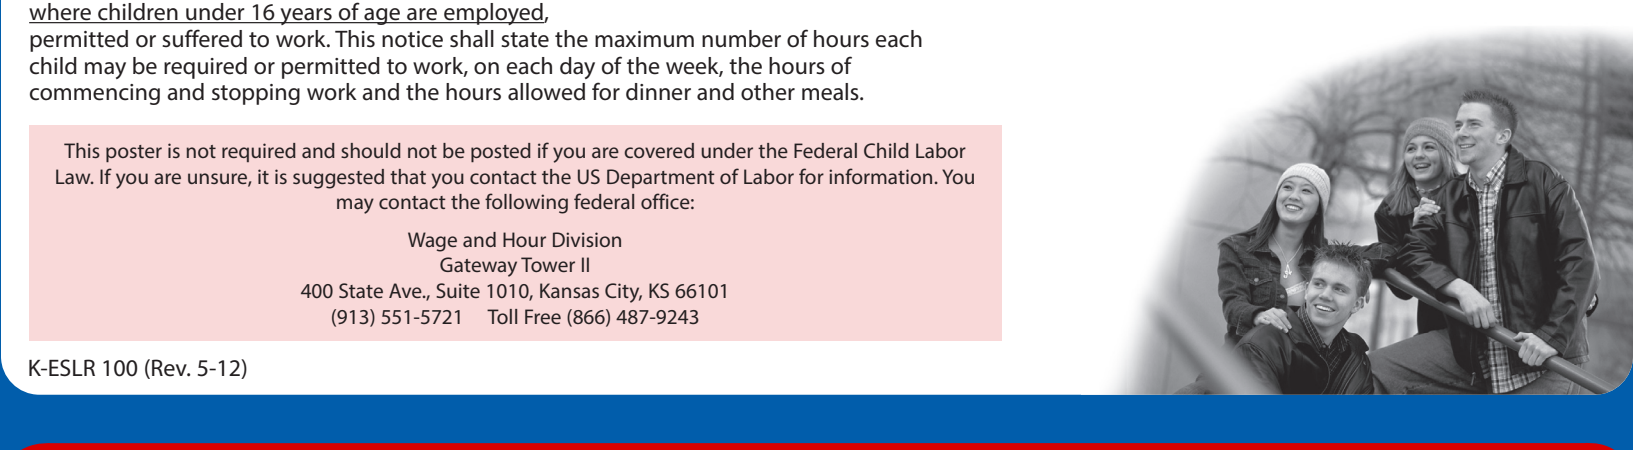 where children under 16 years of age are employed,
permitted or suffered to work. This notice shall state the maximum number of hours each
child may be required or permitted to work, on each day of the week, the hours of
commencing and stopping work and the hours allowed for dinner and other meals.
This poster is not required and should not be posted if you are covered under the Federal Child Labor
Law. If you are unsure, it is suggested that you contact the US Department of Labor for information. You
may contact the following federal office:
Wage and Hour Division
Gateway Tower II
400 State Ave., Suite 1010, Kansas City, KS 66101
(913) 551-5721 Toll Free (866) 487-9243
K-ESLR 100 (Rev. 5-12)